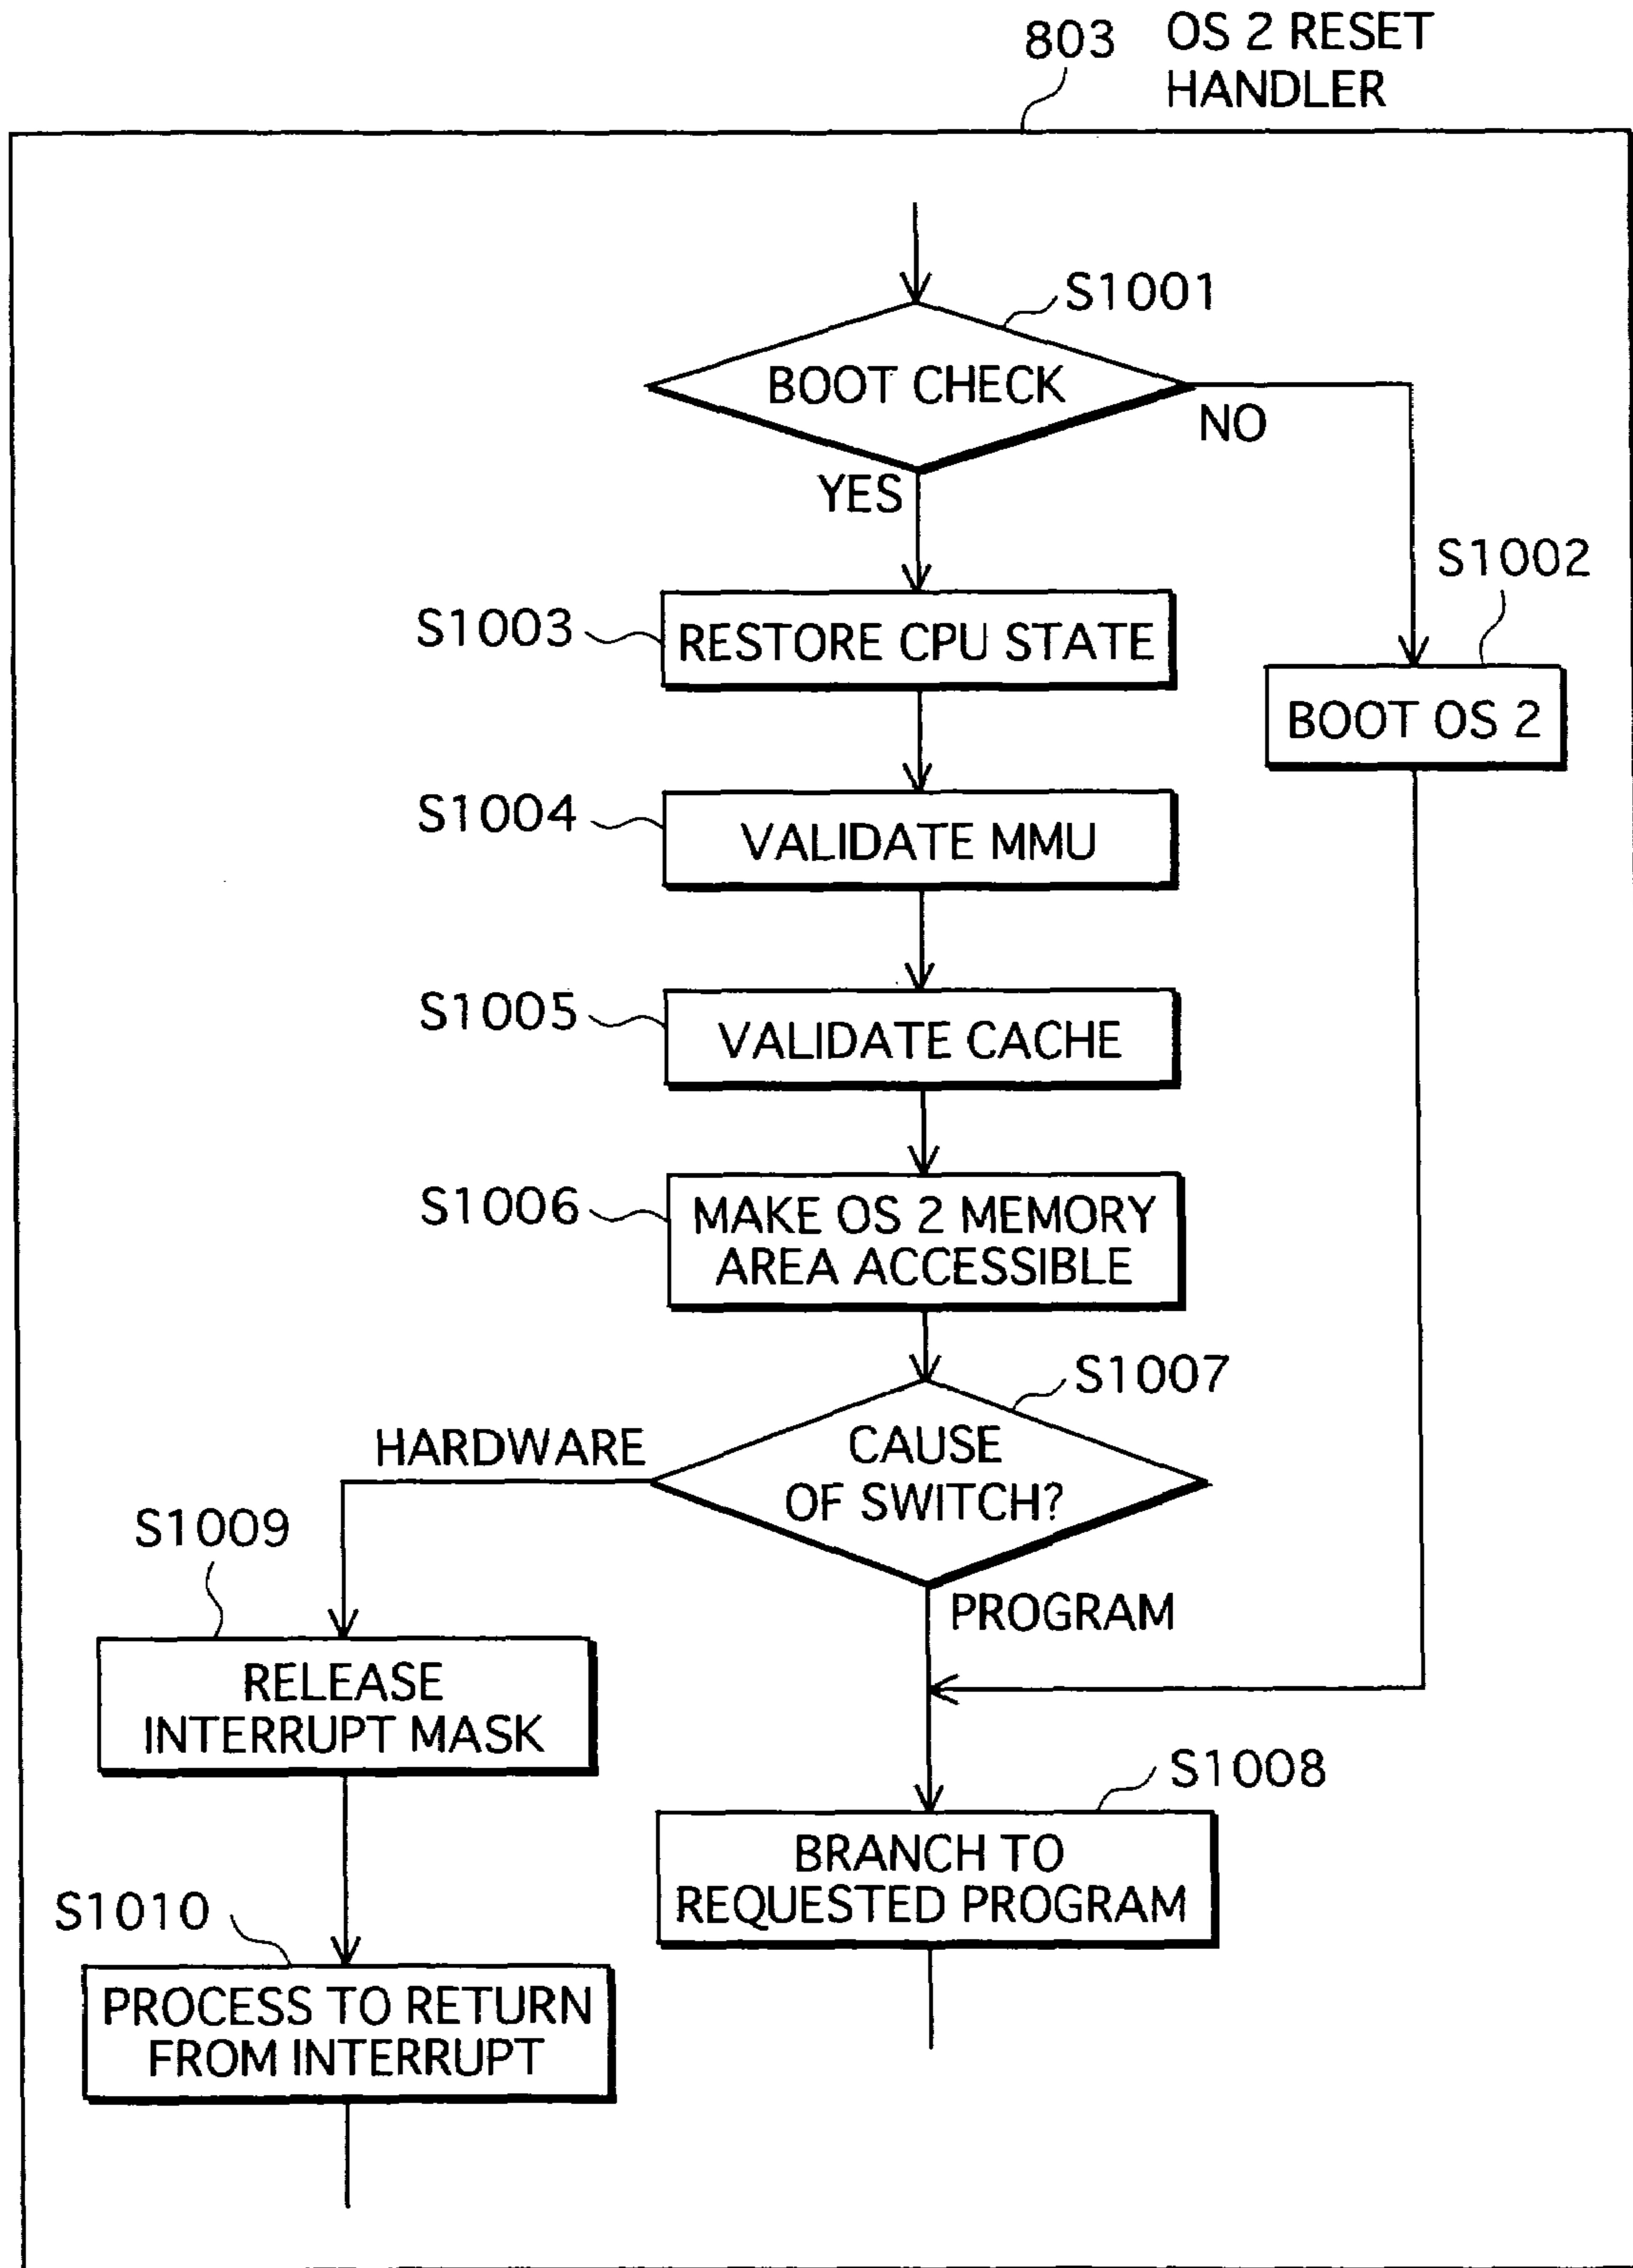 803 OS 2 RESET
HANDLER
S1001
BOOT CHECK
NO
YES
S1002
S1003
RESTORE CPU STATE
BOOT OS 2
S1004
VALIDATE MMU
S1005
VALIDATE CACHE
S1006
MAKE OS 2 MEMORY
AREA ACCESSIBLE
S1007
HARDWARE
CAUSE
OF SWITCH?
S1009
PROGRAM
RELEASE
INTERRUPT MASK
S1008
BRANCH TO
REQUESTED PROGRAM
S1010
PROCESS TO RETURN
FROM INTERRUPT